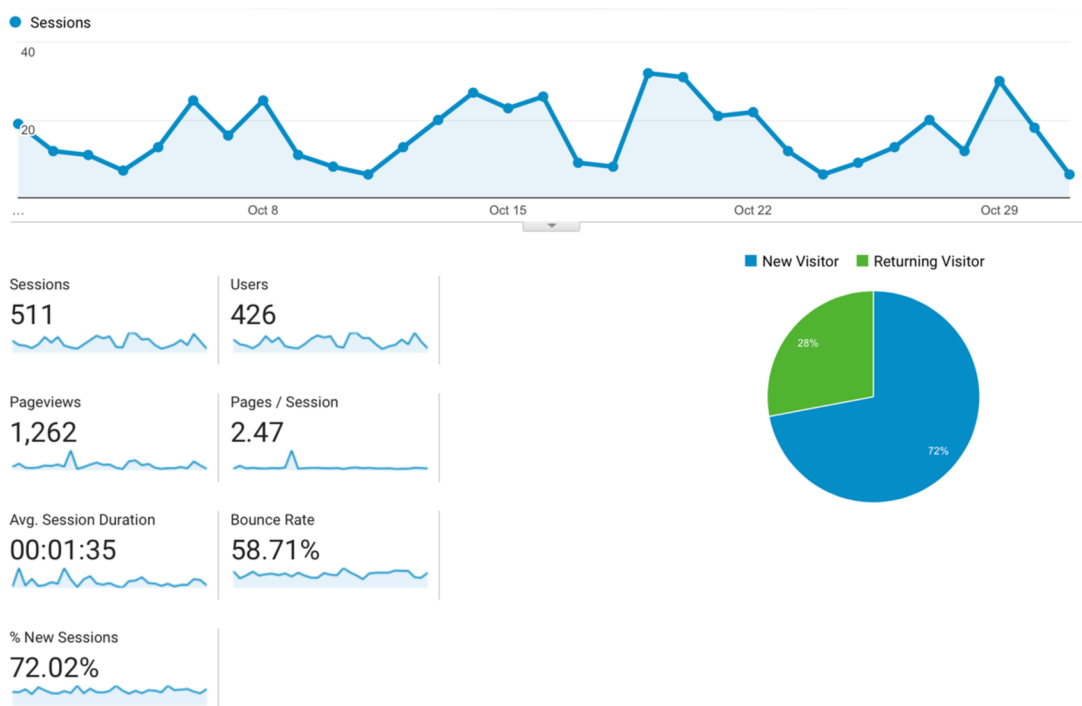 Sessions
40
20
... Oct 8 Oct 15 Oct 22 Oct 29
New Visitor Returning Visitor
28%
72%
Sessions
511
Users
426
Pageviews
1,262
Pages / Session
2.47
Avg. Session Duration
00:01:35
Bounce Rate
58.71%
% New Sessions
72.02%